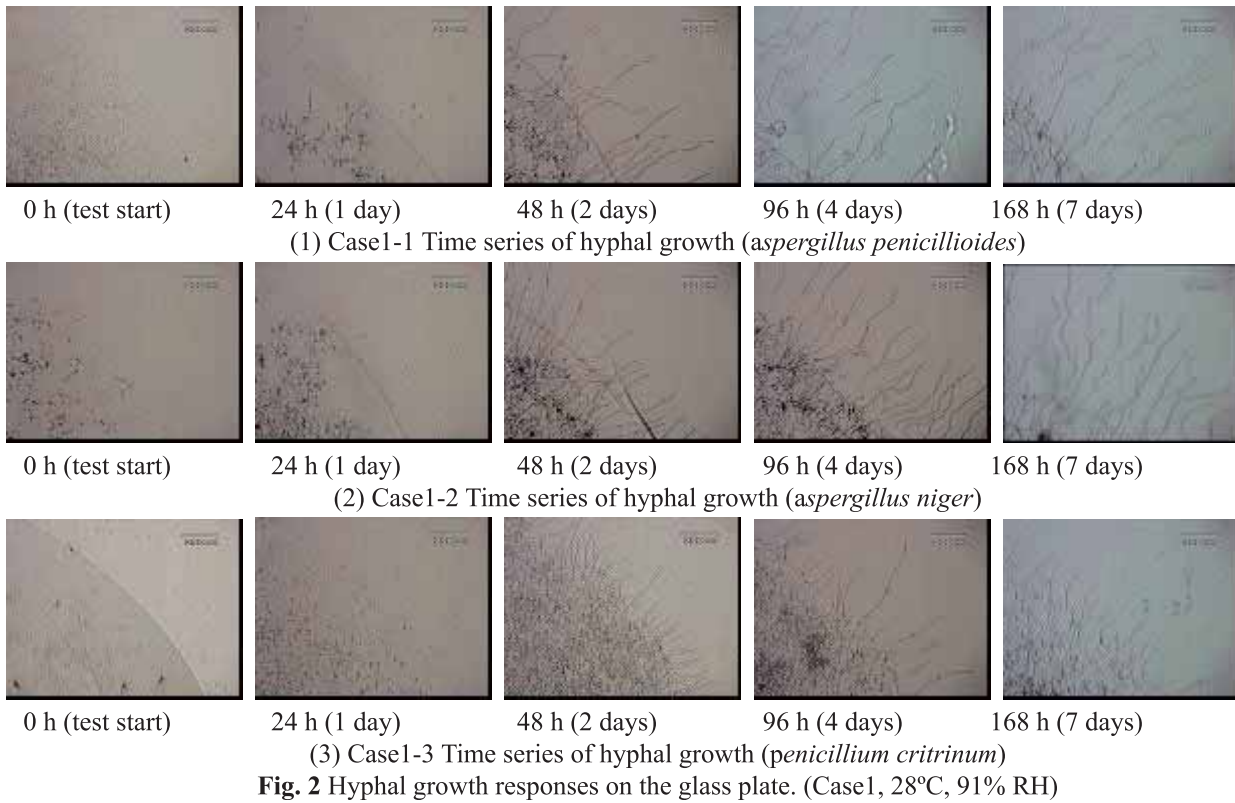 0 h (test start) 24 h (1 day) 48 h (2 days) 96 h (4 days) 168 h (7 days)
(1) Case1-1 Time series of hyphal growth (aspergillus penicillioides)
0 h (test start) 24 h (1 day) 48 h (2 days) 96 h (4 days) 168 h (7 days)
(2) Case1-2 Time series of hyphal growth (aspergillus niger)
0 h (test start) 24 h (1 day) 48 h (2 days) 96 h (4 days) 168 h (7 days)
(3) Case1-3 Time series of hyphal growth (penicillium critrinum)
Fig. 2 Hyphal growth responses on the glass plate. (Case1, 28ºC, 91% RH)